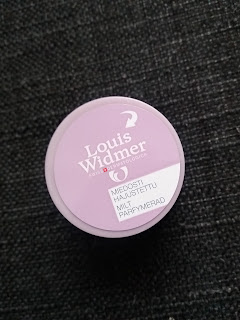 Louis
Widmer
MIEDOSTI
HAJUSTETTU
MILT
PARFYMERAD